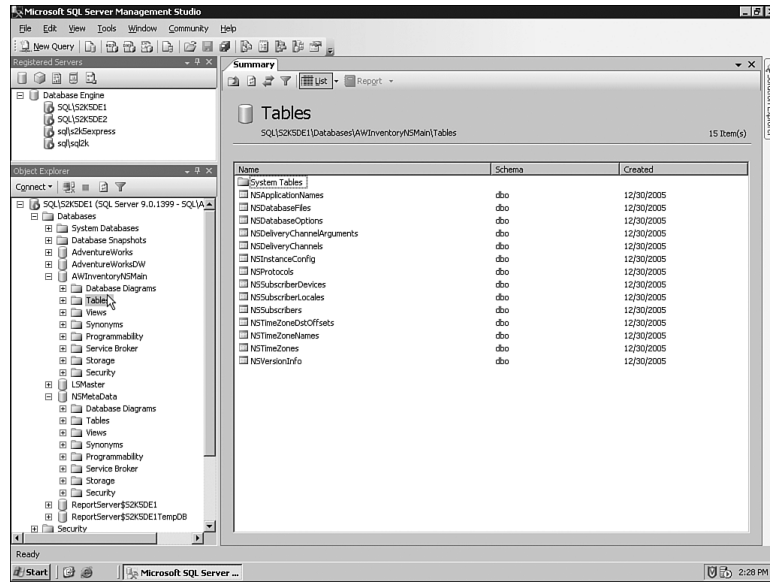 Microsoft SQL Server Management Studio
File Edit View Tools Window Community Help
New Query
Registered Servers
Database Engine
SQL\S2K5DE1
SQL\S2K5DE2
sql\s2k5express
sql\sql2k
Object Explorer
Connect
SQL\S2K5DE1 (SQL Server 9.0.1399 - SQL\A
Databases
System Databases
Database Snapshots
AdventureWorks
AdventureWorksDW
AWInventoryNSMain
Database Diagrams
Tables
Views
Synonyms
Programmability
Service Broker
Storage
Security
LSMaster
NSMetaData
Database Diagrams
Tables
Views
Synonyms
Programmability
Service Broker
Storage
Security
ReportServer$S2K5DE1
ReportServer$S2K5DE1TempDB
Security
Summary
List Report
Tables
SQL\S2K5DE1\Databases\AWInventoryNSMain\Tables 15 Item(s)
Name Schema Created
System Tables
NSApplicationNames dbo 12/30/2005
NSDatabaseFiles dbo 12/30/2005
NSDatabaseOptions dbo 12/30/2005
NSDeliveryChannelArguments dbo 12/30/2005
NSDeliveryChannels dbo 12/30/2005
NSInstanceConfig dbo 12/30/2005
NSProtocols dbo 12/30/2005
NSSubscriberDevices dbo 12/30/2005
NSSubscriberLocales dbo 12/30/2005
NSSubscribers dbo 12/30/2005
NSTimeZoneDstOffsets dbo 12/30/2005
NSTimeZoneNames dbo 12/30/2005
NSTimeZones dbo 12/30/2005
NSVersionInfo dbo 12/30/2005
Solution Explorer
Ready
Start Microsoft SQL Server ... 2:28 PM